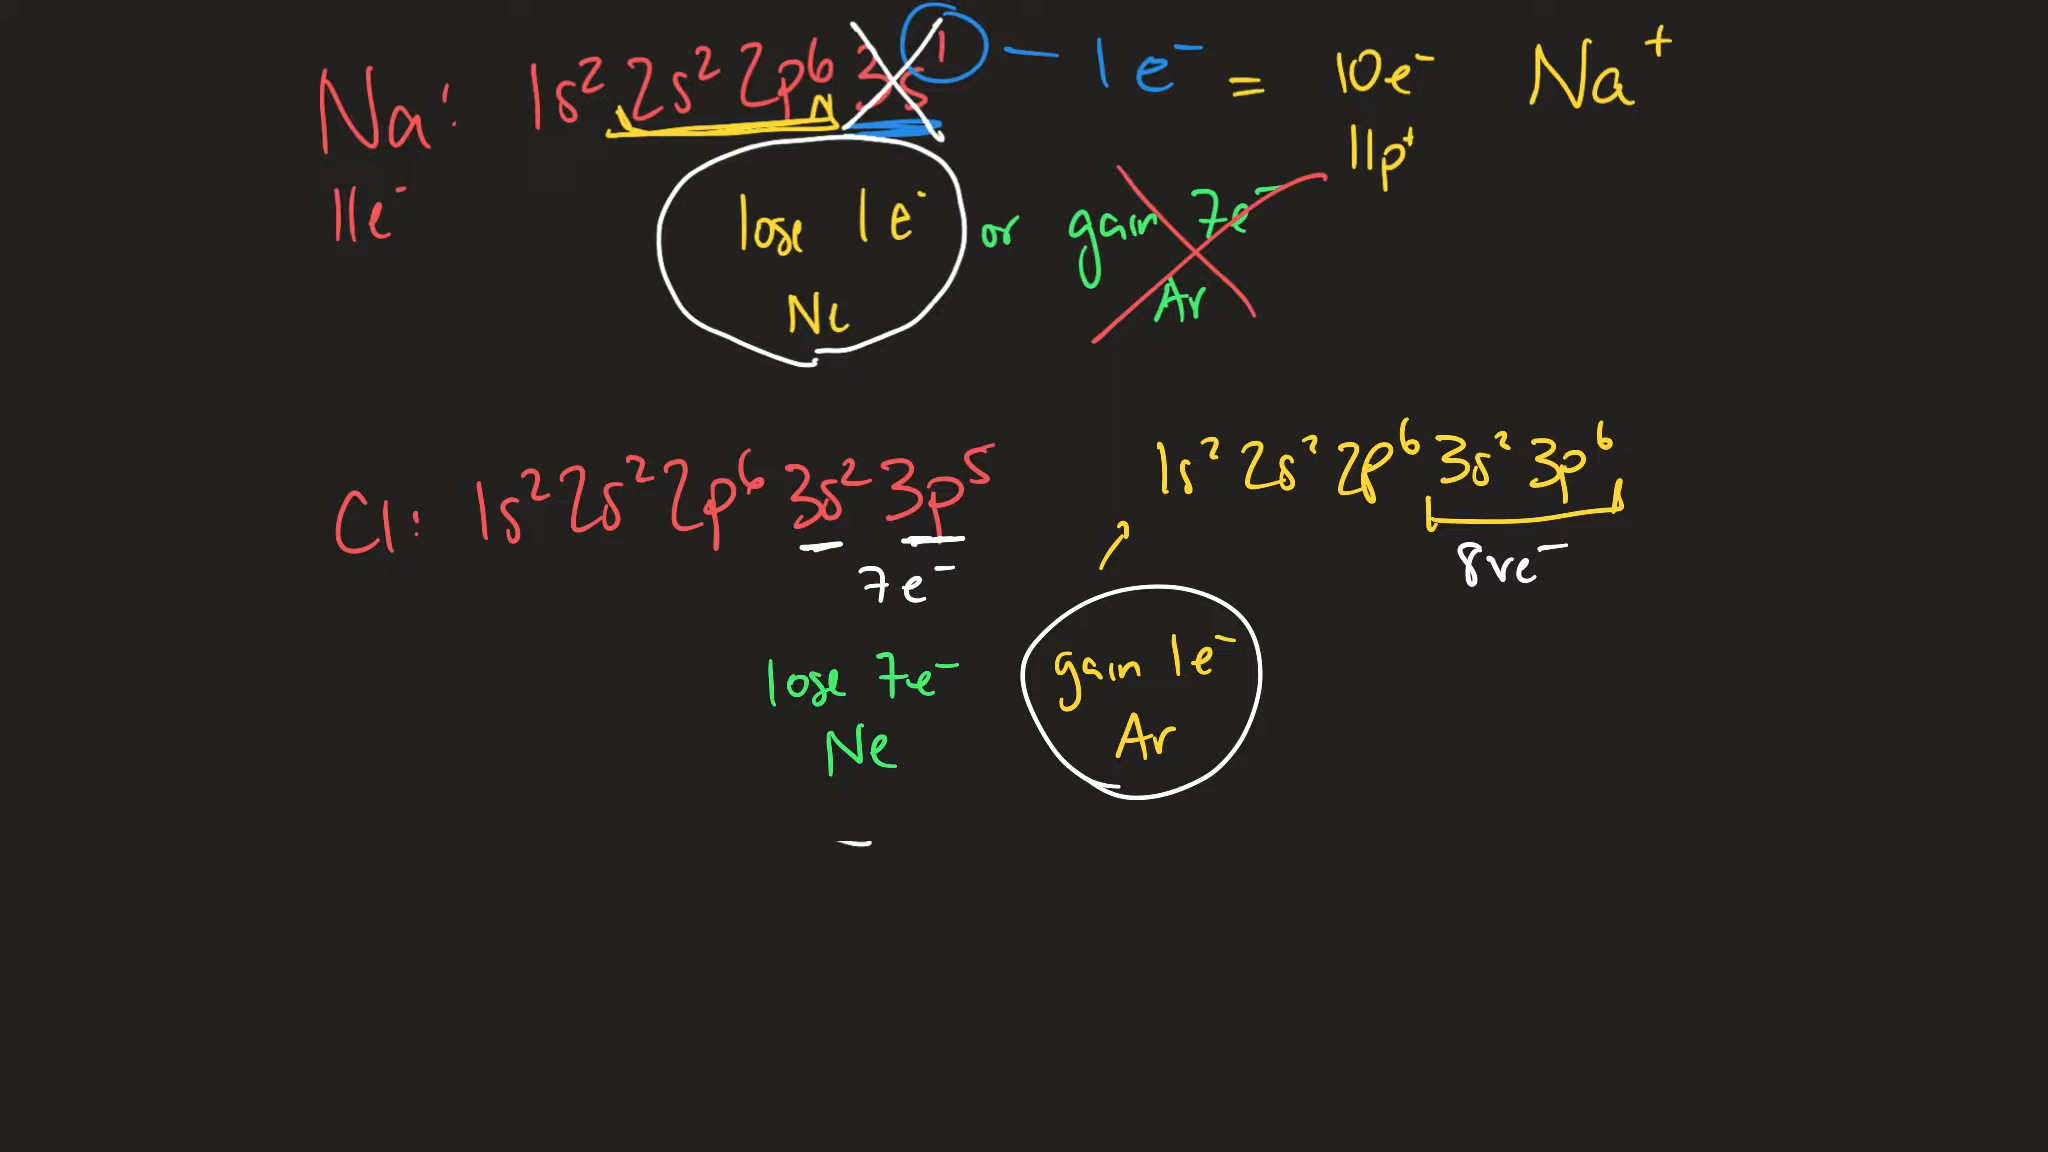 Na: 1s² 2s² 2p⁶ 3s¹ — 1e⁻ = 10e⁻ Na⁺
11e⁻ 11p⁺
lose 1e⁻ or gain 7e⁻
Ne Ar
Cl: 1s² 2s² 2p⁶ 3s² 3p⁵
1s² 2s² 2p⁶ 3s² 3p⁶
7e⁻ 8ve⁻
lose 7e⁻ gain 1e⁻
Ne Ar